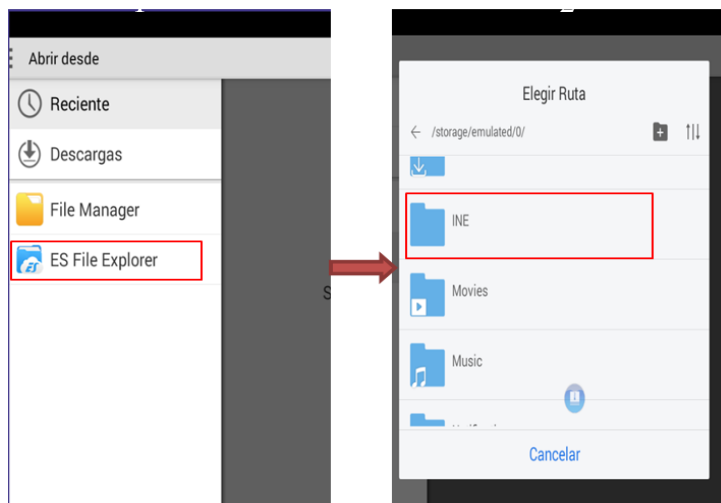 Abrir desde
Reciente
Descargas
File Manager
ES File Explorer
S
Elegir Ruta
/storage/emulated/0/
INE
Movies
Music
Cancelar